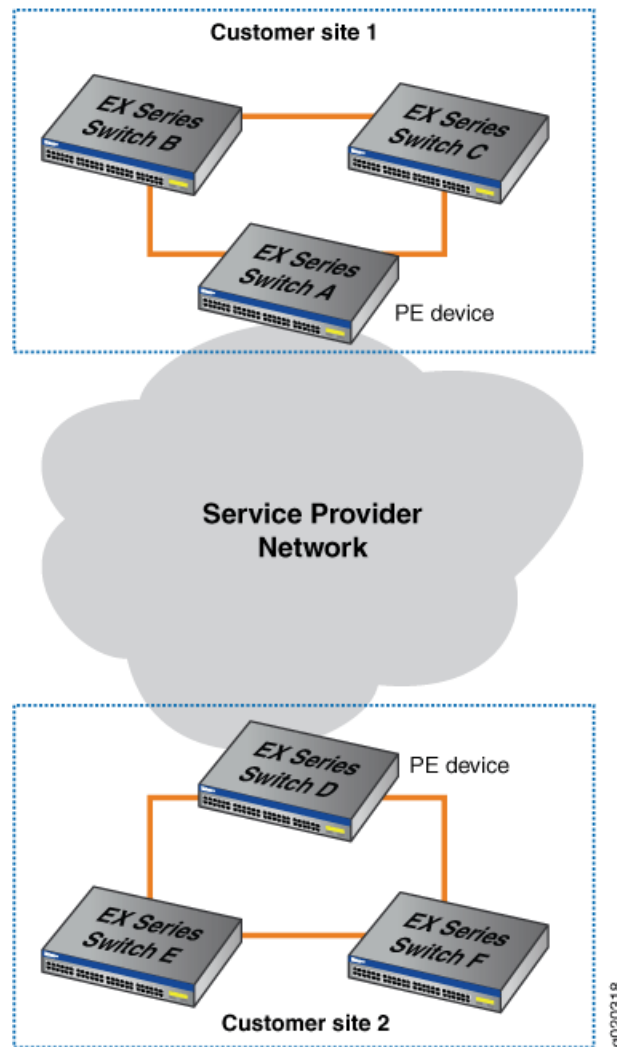 Customer site 1
EX Series
Switch B
EX Series
Switch C
EX Series
Switch A
PE device
Service Provider
Network
EX Series
Switch D
PE device
EX Series
Switch E
EX Series
Switch F
Customer site 2
g020318